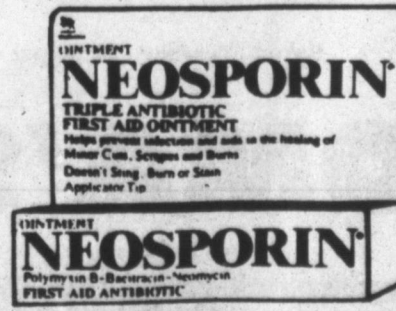 OINTMENT
NEOSPORIN®
TRIPLE ANTIBIOTIC
FIRST AID OINTMENT
Helps prevent infection and aids in the healing of
Minor Cuts, Scrapes and Burns
Doesn't Sting, Burn or Stain
Applicator Tip
OINTMENT
NEOSPORIN®
Polymyxin B-Bacitracin-Neomycin
FIRST AID ANTIBIOTIC